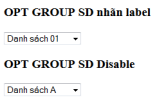 OPT GROUP SD nhãn label
Danh sách 01
OPT GROUP SD Disable
Danh sách A